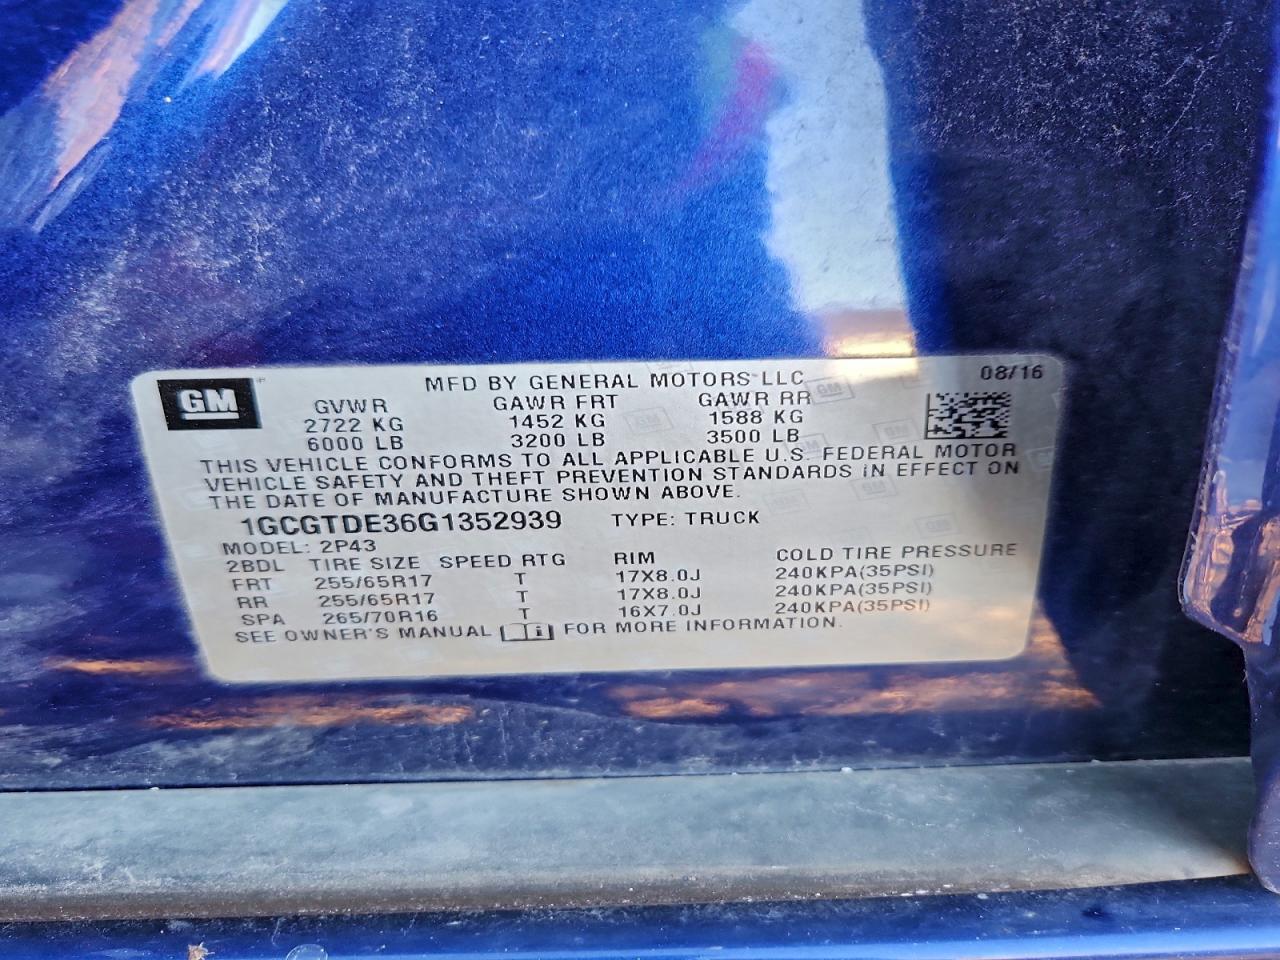 GM
MFD BY GENERAL MOTORS LLC
08/16
GVWR GAWR FRT GAWR RR
2722 KG 1452 KG 1588 KG
6000 LB 3200 LB 3500 LB
THIS VEHICLE CONFORMS TO ALL APPLICABLE U.S. FEDERAL MOTOR
VEHICLE SAFETY AND THEFT PREVENTION STANDARDS IN EFFECT ON
THE DATE OF MANUFACTURE SHOWN ABOVE.
1GCGTDE36G1352939 TYPE: TRUCK
MODEL: 2P43
2BDL TIRE SIZE SPEED RTG RIM COLD TIRE PRESSURE
FRT 255/65R17 T 17X8.0J 240KPA(35PSI)
RR 255/65R17 T 17X8.0J 240KPA(35PSI)
SPA 265/70R16 T 16X7.0J 240KPA(35PSI)
SEE OWNER'S MANUAL i FOR MORE INFORMATION.